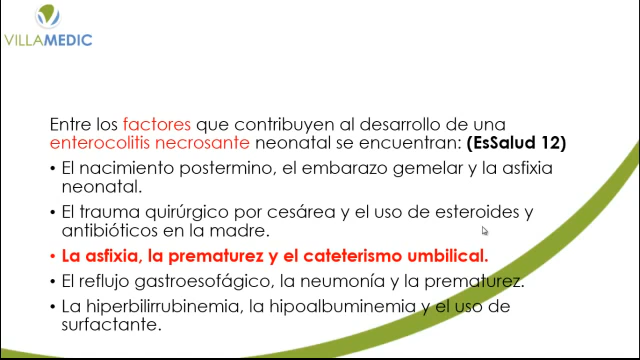 VILLAMEDIC
Entre los factores que contribuyen al desarrollo de una
enterocolitis necrosante neonatal se encuentran: (EsSalud 12)
• El nacimiento postermino, el embarazo gemelar y la asfixia
neonatal.
• El trauma quirúrgico por cesárea y el uso de esteroides y
antibióticos en la madre.
• La asfixia, la prematurez y el cateterismo umbilical.
• El reflujo gastroesofágico, la neumonía y la prematurez.
• La hiperbilirrubinemia, la hipoalbuminemia y el uso de
surfactante.